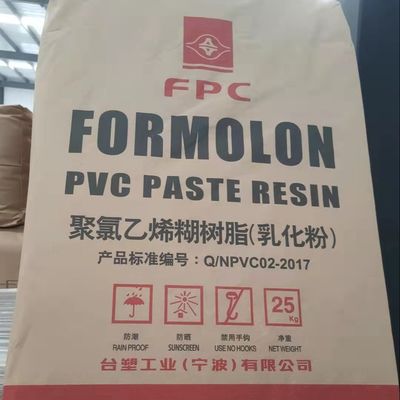 FPC
FORMOLON
PVC PASTE RESIN
聚氯乙烯糊树脂(乳化粉)
产品标准编号：Q/NPVC02-2017
25
Kg
防潮 防晒 禁用手钩 净重
RAIN PROOF SUNSCREEN USE NO HOOKS NET WEIGHT
台塑工业(宁波)有限公司